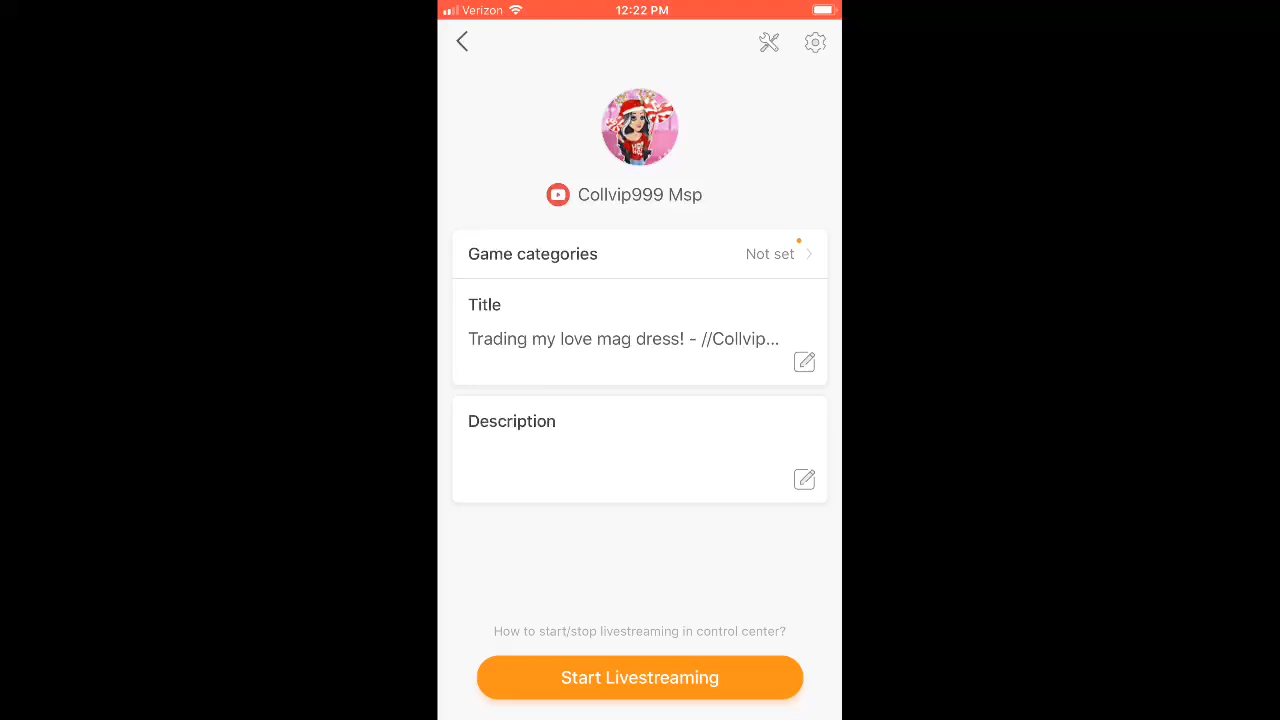 Verizon 12:22 PM
Collvip999 Msp
Game categories Not set
Title
Trading my love mag dress! - //Collvip...
Description
How to start/stop livestreaming in control center?
Start Livestreaming